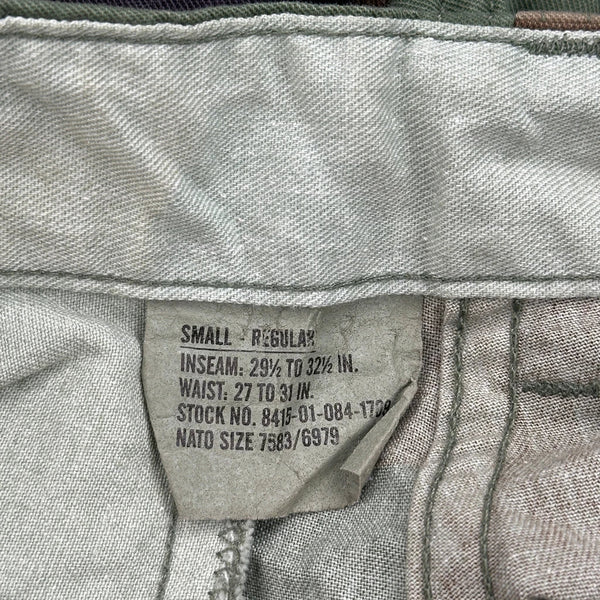 SMALL - REGULAR
INSEAM: 29½ TO 32½ IN.
WAIST: 27 TO 31 IN.
STOCK NO. 8415-01-084-1708
NATO SIZE 7583/6979